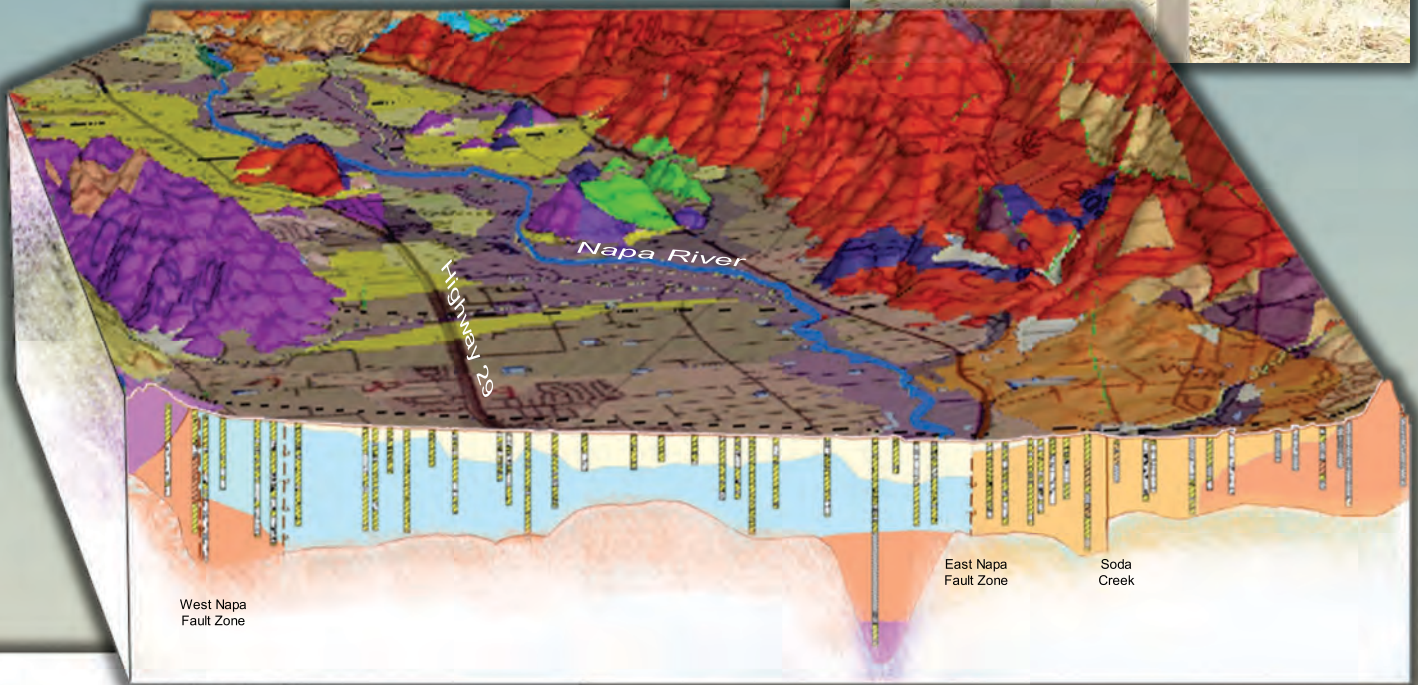 Napa River
Highway 29
West Napa
Fault Zone
East Napa
Fault Zone
Soda
Creek